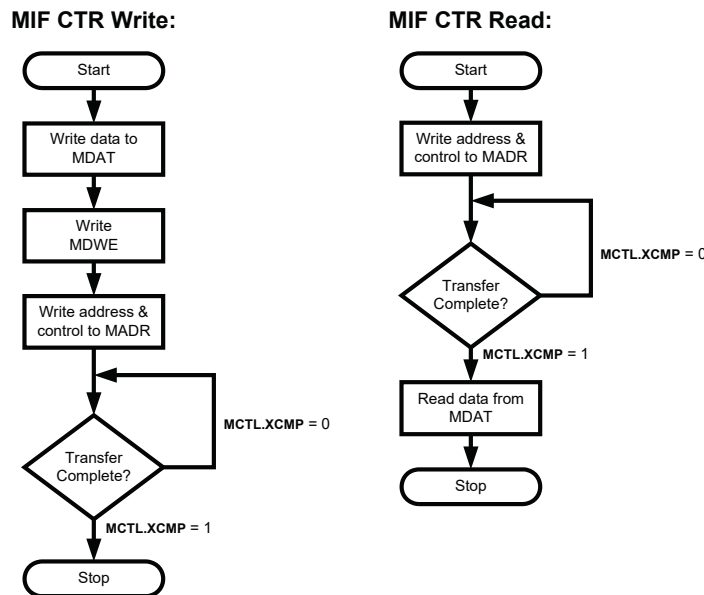 MIF CTR Write:
Start
Write data to
MDAT
Write
MDWE
Write address &
control to MADR
MCTL.XCMP = 0
Transfer
Complete?
MCTL.XCMP = 1
Stop
MIF CTR Read:
Start
Write address &
control to MADR
MCTL.XCMP = 0
Transfer
Complete?
MCTL.XCMP = 1
Read data from
MDAT
Stop